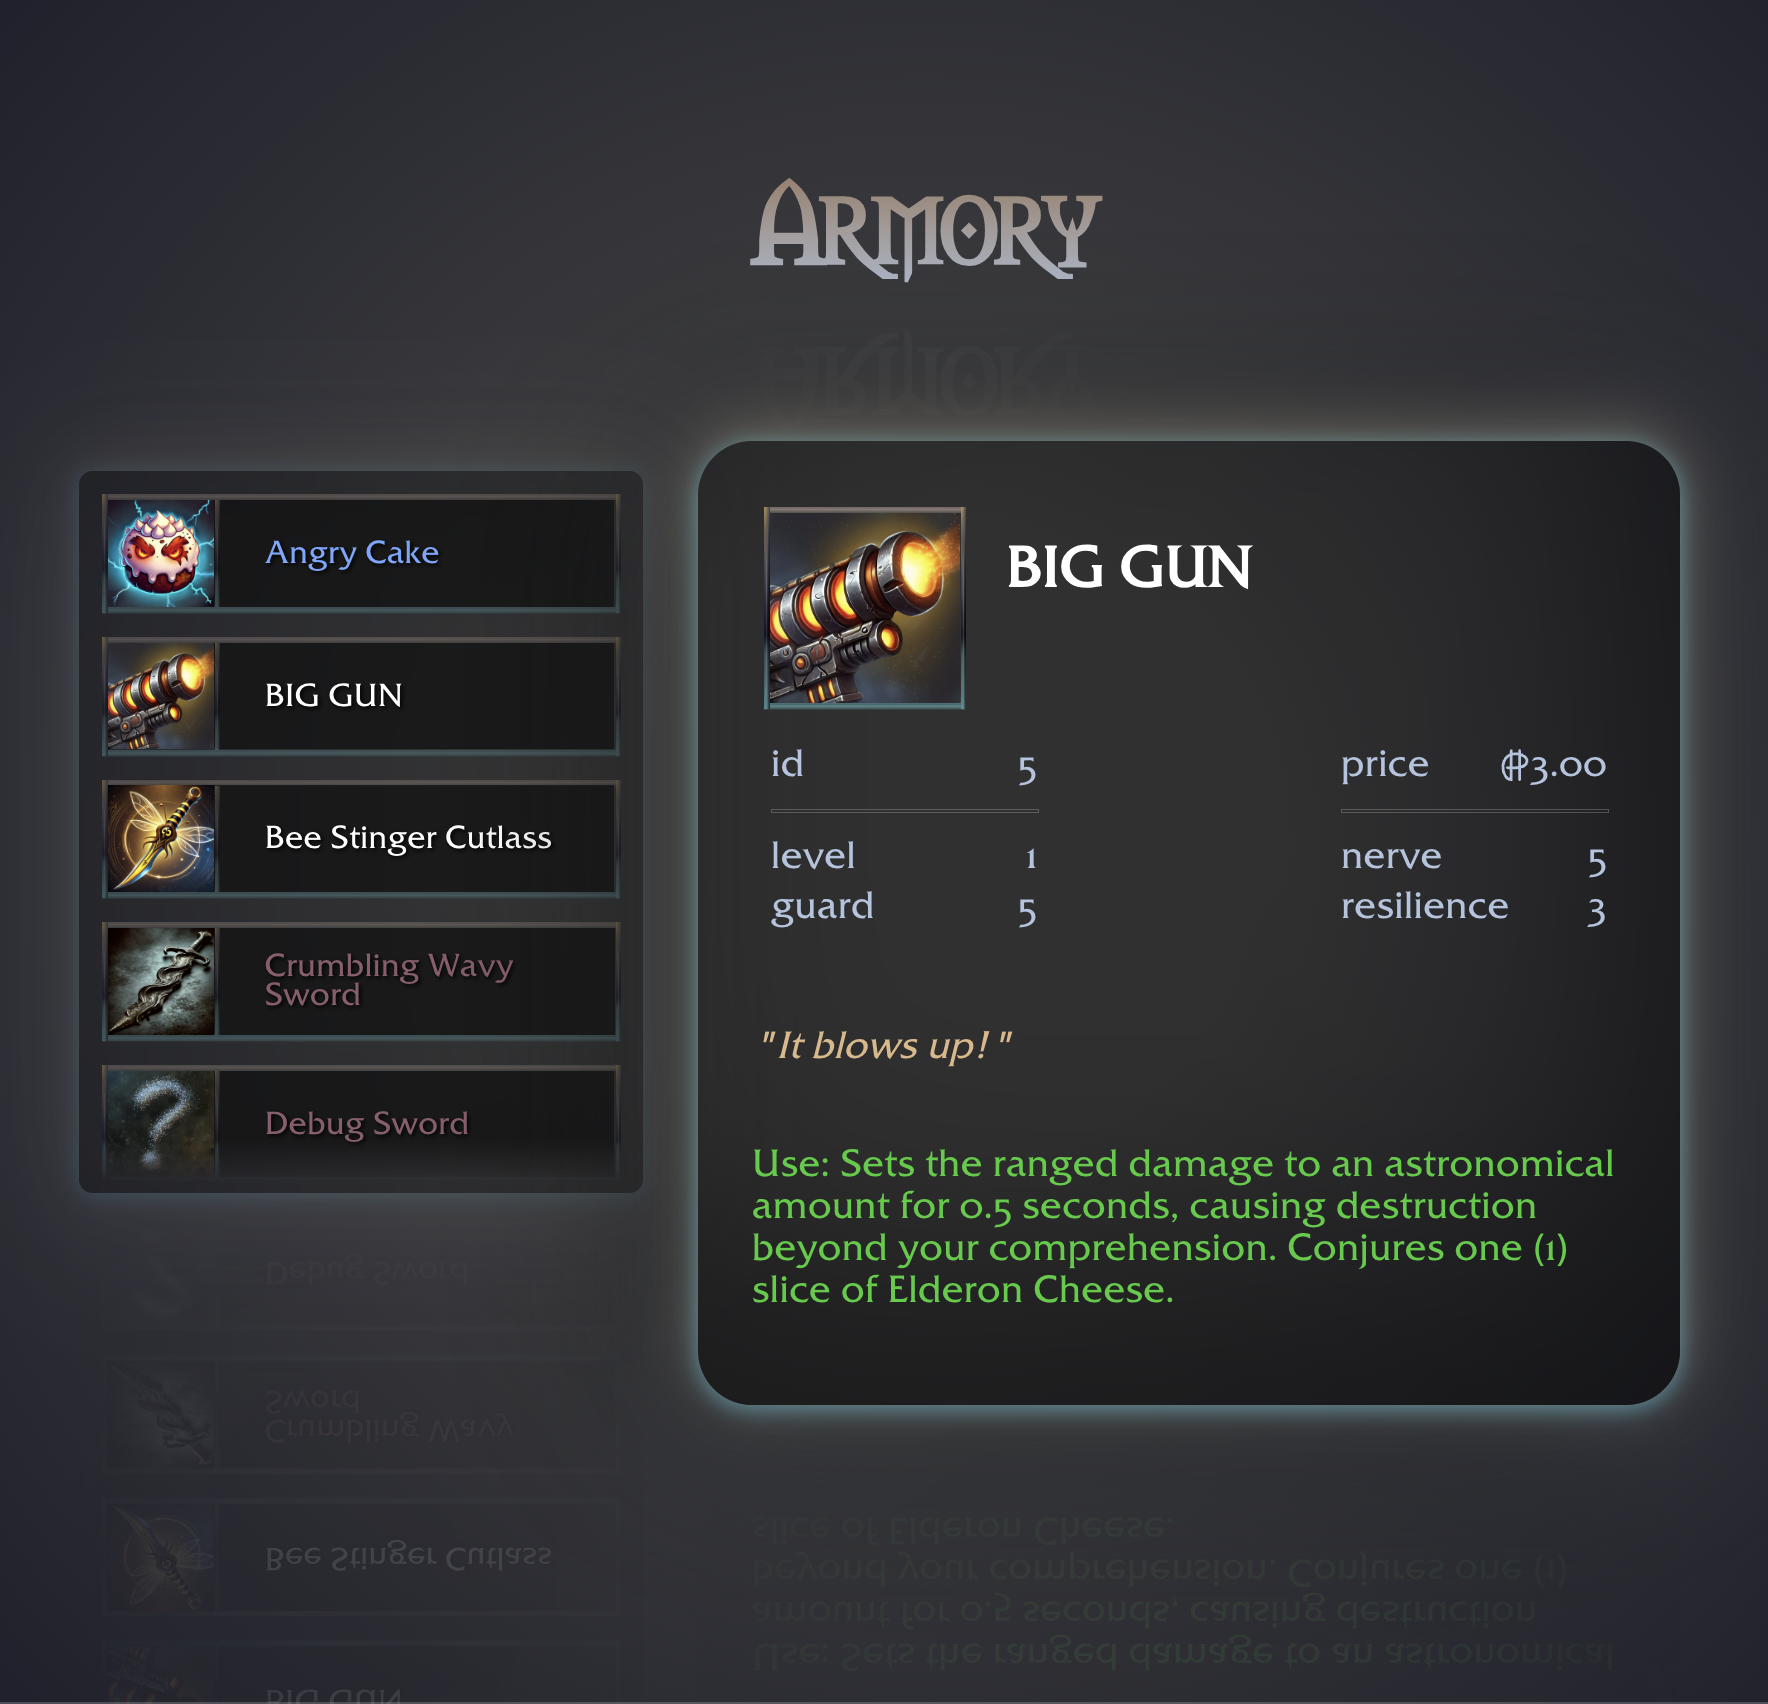 Armory
Angry Cake
BIG GUN
Bee Stinger Cutlass
Crumbling Wavy
Sword
Debug Sword
BIG GUN
id 5
price ₱3.00
level 1
nerve 5
guard 5
resilience 3
"It blows up! "
Use: Sets the ranged damage to an astronomical
amount for 0.5 seconds, causing destruction
beyond your comprehension. Conjures one (1)
slice of Elderon Cheese.